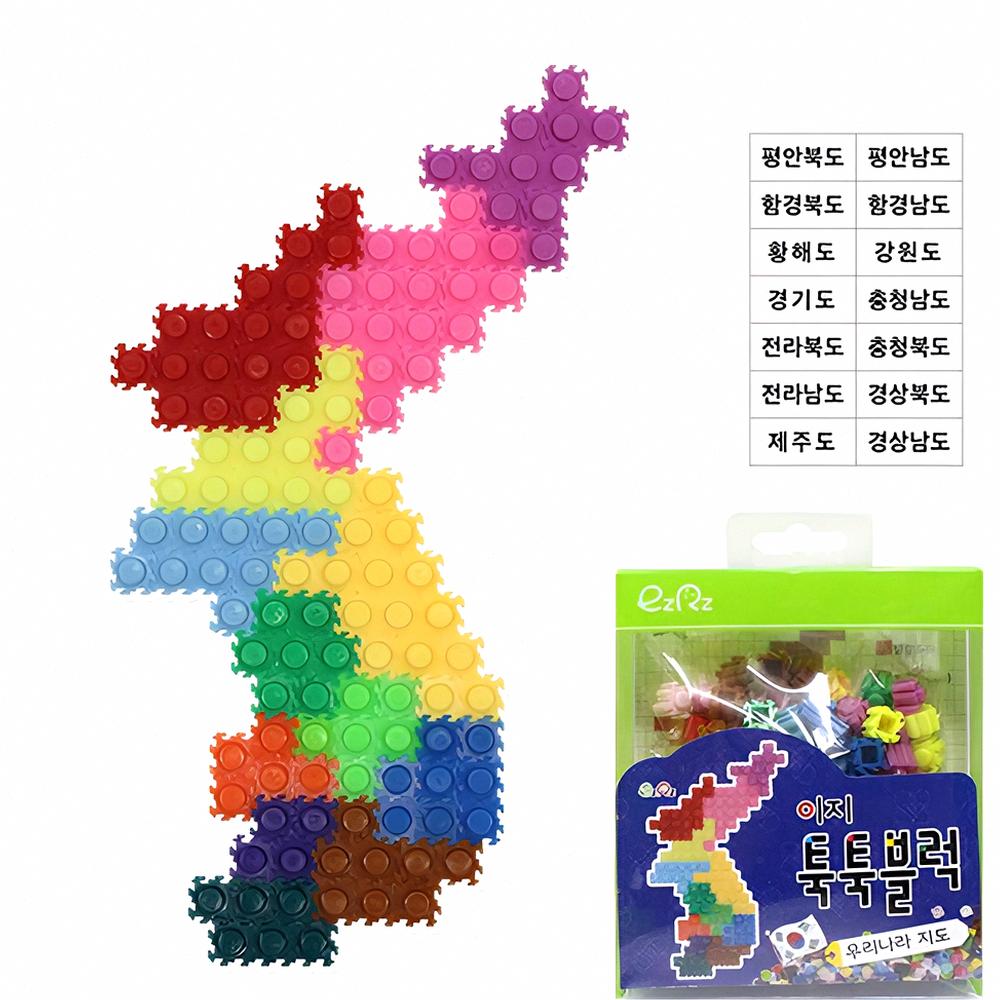 평안북도 평안남도
함경북도 함경남도
황해도 강원도
경기도 충청남도
전라북도 충청북도
전라남도 경상북도
제주도 경상남도
ezRz
이지
툭툭블럭
우리나라 지도